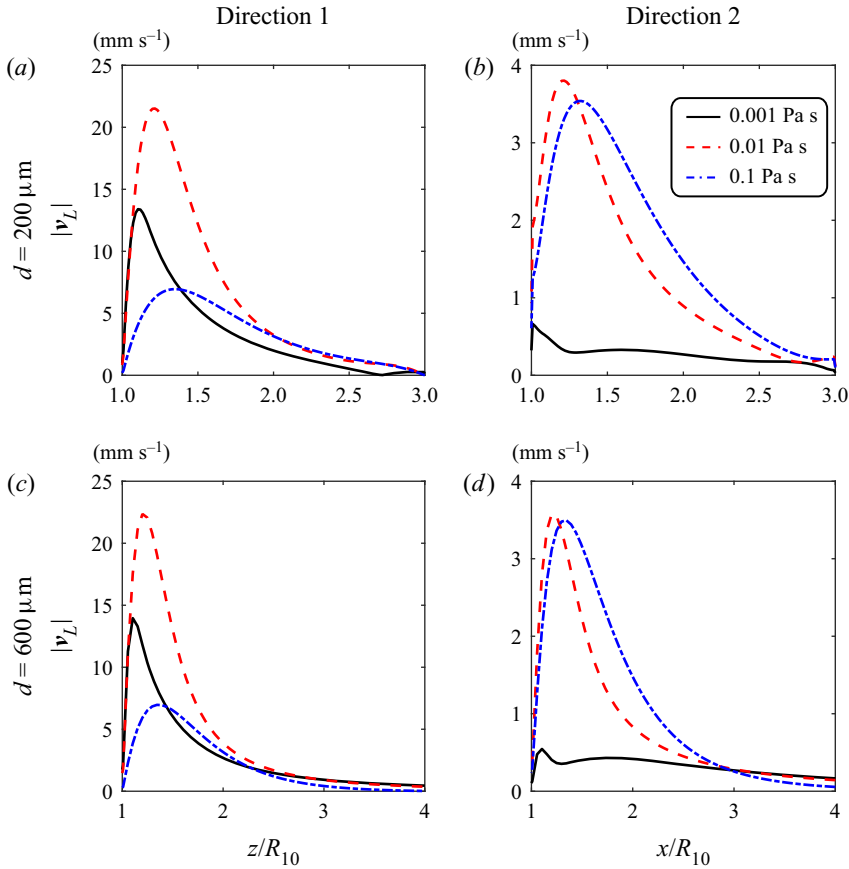 Direction 1
Direction 2
(mm s⁻¹)
(mm s⁻¹)
(a)
(b)
25
20
15
10
5
0
1.0
1.5
2.0
2.5
3.0
4
3
2
1
0
1.0
1.5
2.0
2.5
3.0
0.001 Pa s
0.01 Pa s
0.1 Pa s
d = 200 μm
|v_L|
(mm s⁻¹)
(mm s⁻¹)
(c)
(d)
25
20
15
10
5
0
1
2
3
4
4
3
2
1
0
1
2
3
4
d = 600 μm
|v_L|
z/R₁₀
x/R₁₀